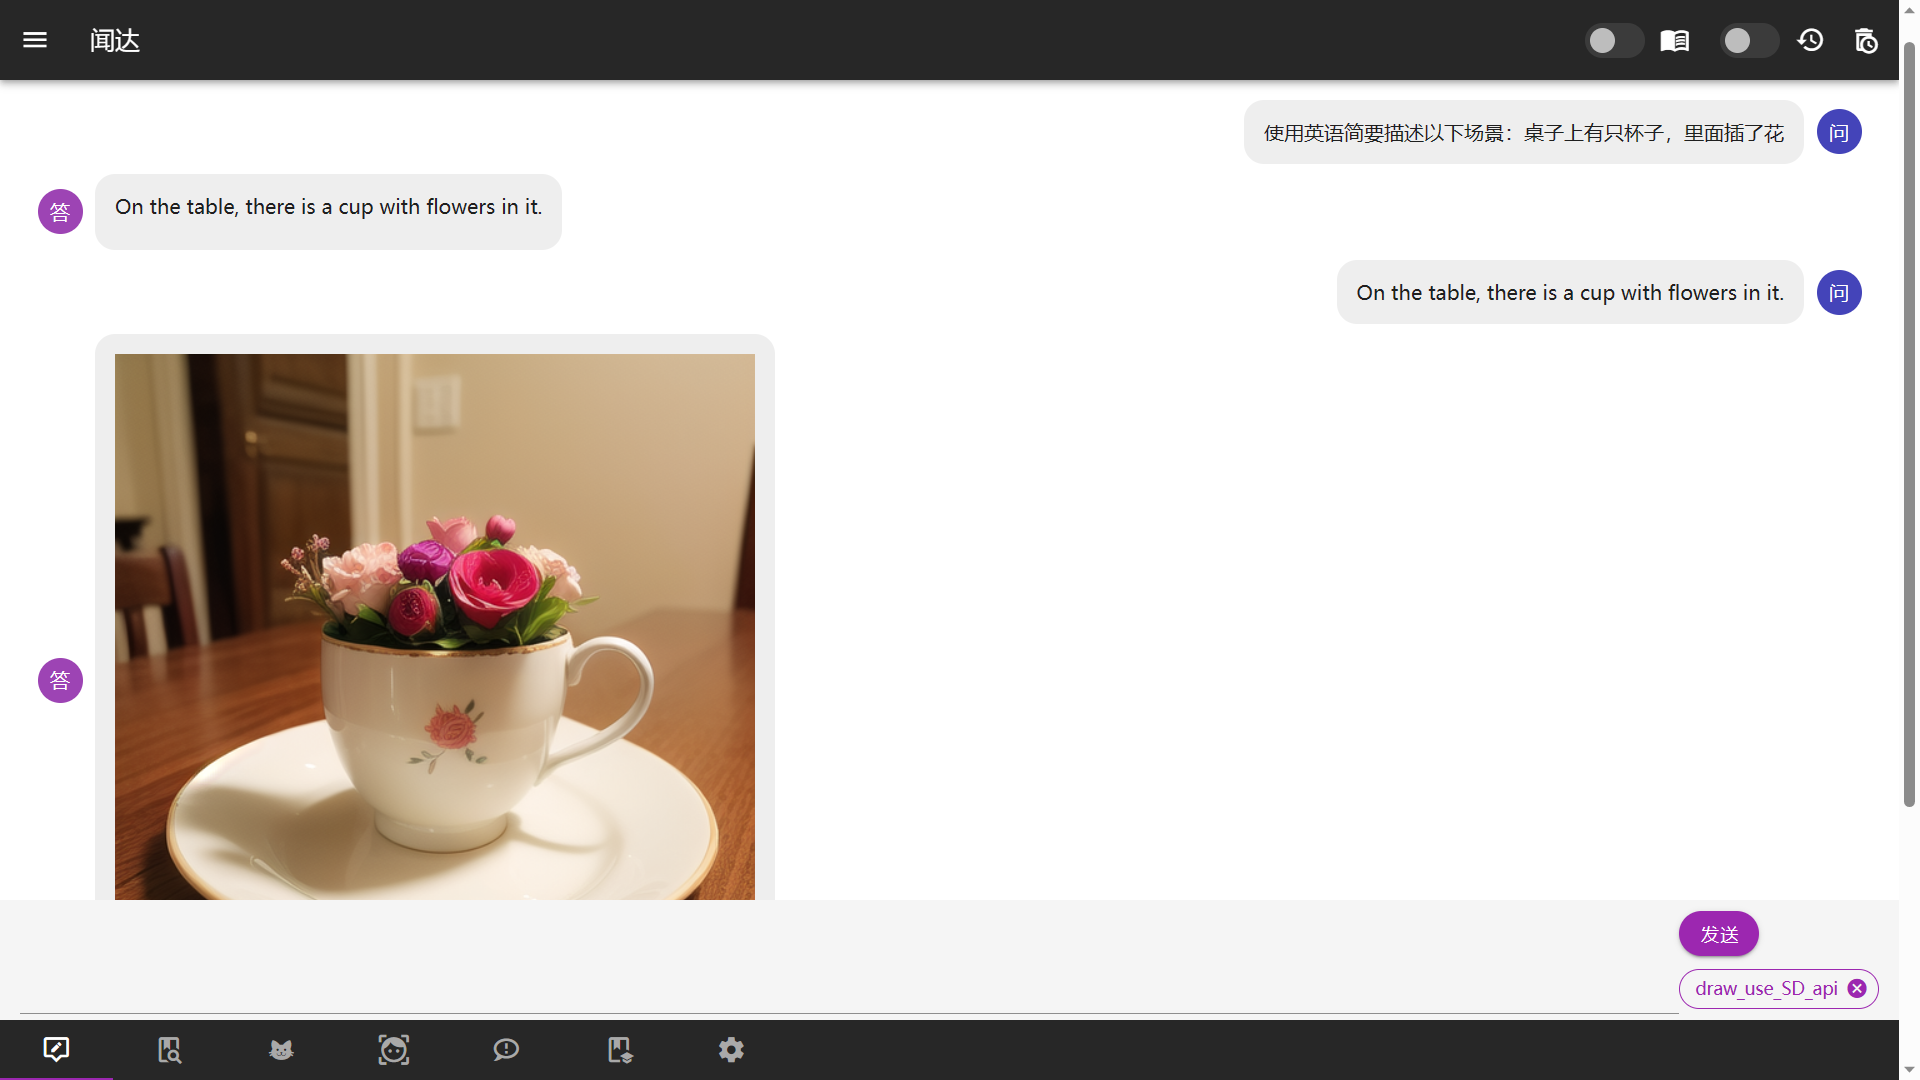 闻达
使用英语简要描述以下场景：桌子上有只杯子，里面插了花
问
答
On the table, there is a cup with flowers in it.
On the table, there is a cup with flowers in it.
问
答
发送
draw_use_SD_api